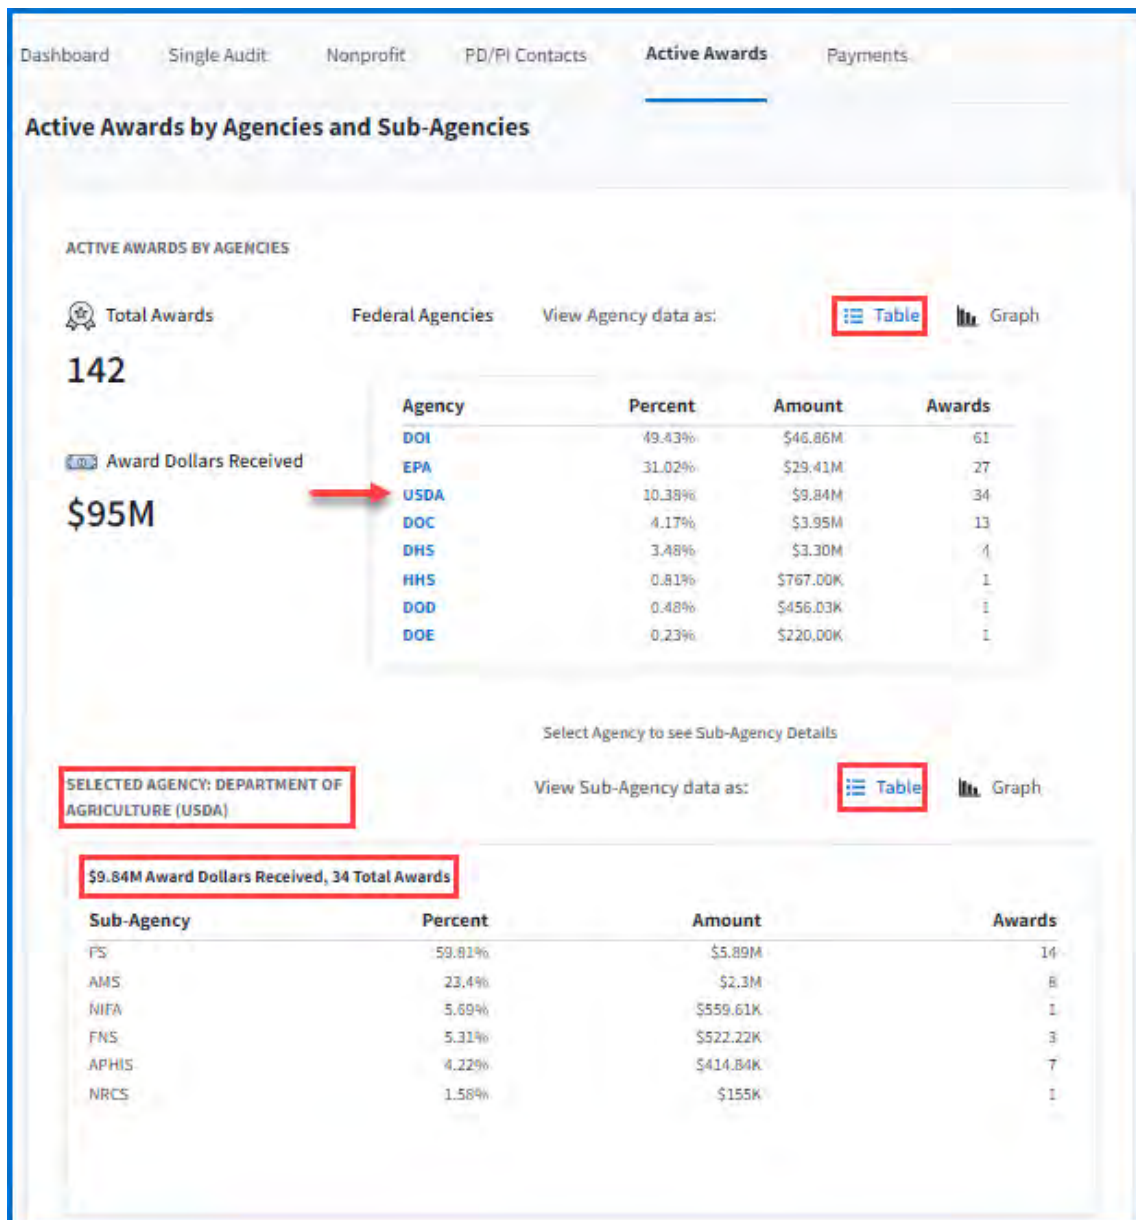 Dashboard Single Audit Nonprofit PD/PI Contacts Active Awards Payments
Active Awards by Agencies and Sub-Agencies
ACTIVE AWARDS BY AGENCIES
Total Awards Federal Agencies View Agency data as: Table Graph
142
Award Dollars Received
$95M
Agency Percent Amount Awards
DOI 49.43% $46.86M 61
EPA 31.02% $29.41M 27
USDA 10.38% $9.84M 34
DOC 4.17% $3.95M 13
DHS 3.48% $3.30M 4
HHS 0.81% $767.00K 1
DOD 0.48% $456.03K 1
DOE 0.23% $220.00K 1
Select Agency to see Sub-Agency Details
SELECTED AGENCY: DEPARTMENT OF
AGRICULTURE (USDA)
View Sub-Agency data as: Table Graph
$9.84M Award Dollars Received, 34 Total Awards
Sub-Agency Percent Amount Awards
FS 59.81% $5.89M 14
AMS 23.4% $2.3M 8
NIFA 5.69% $559.61K 1
FNS 5.31% $522.22K 3
APHIS 4.22% $414.84K 7
NRCS 1.58% $155K 1